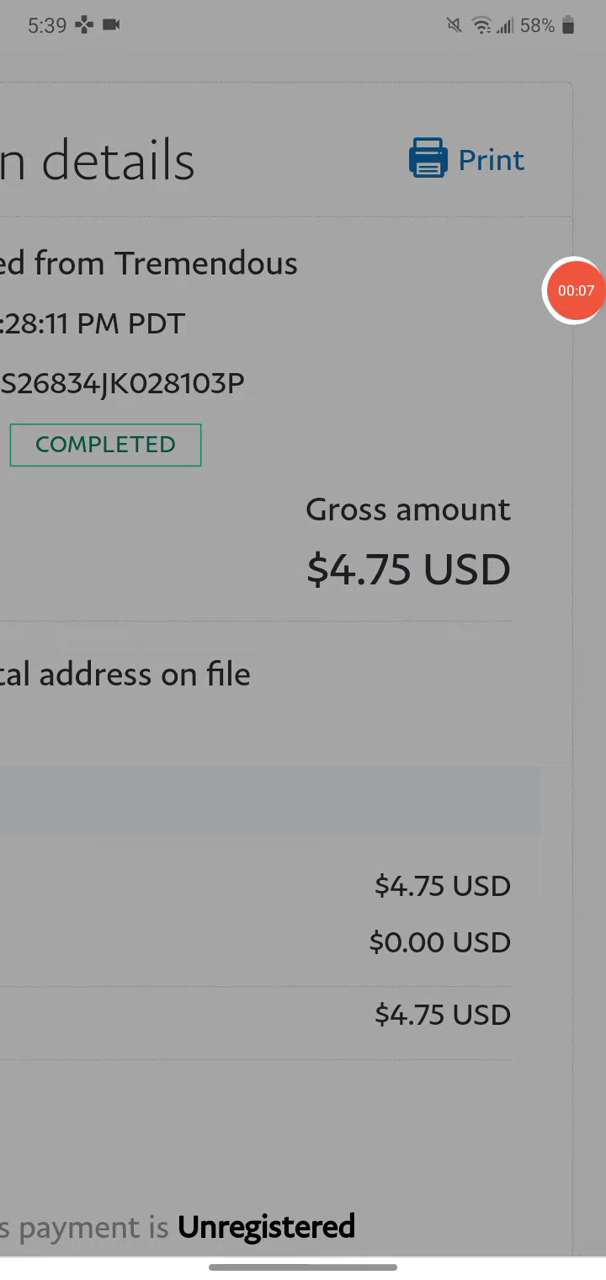 5:39 58%
n details
Print
ed from Tremendous
00:07
:28:11 PM PDT
S26834JK028103P
COMPLETED
Gross amount
$4.75 USD
tal address on file
$4.75 USD
$0.00 USD
$4.75 USD
s payment is Unregistered